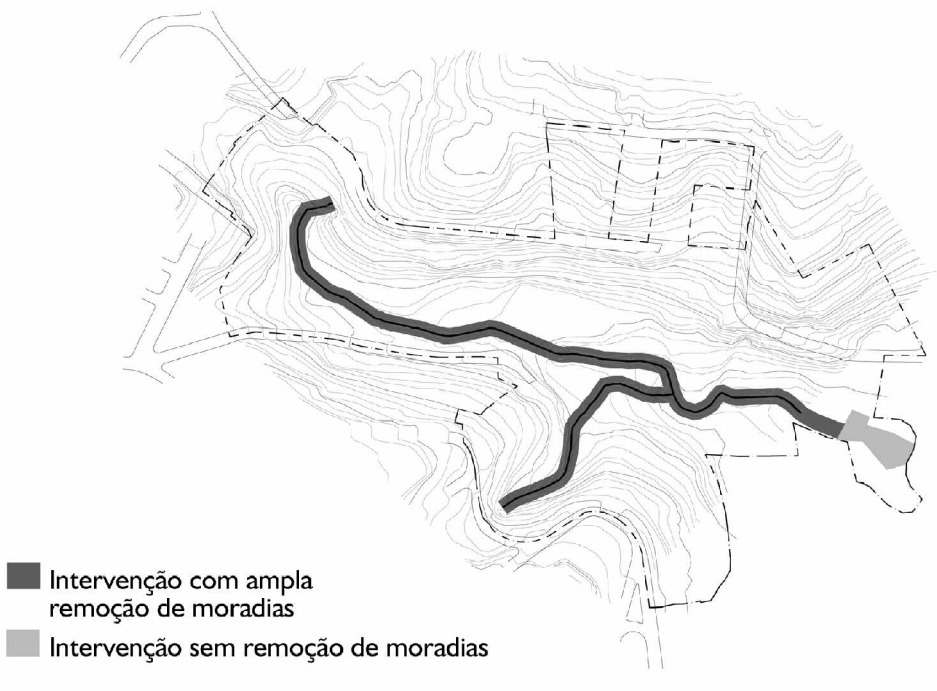 Intervenção com ampla
remoção de moradias
Intervenção sem remoção de moradias